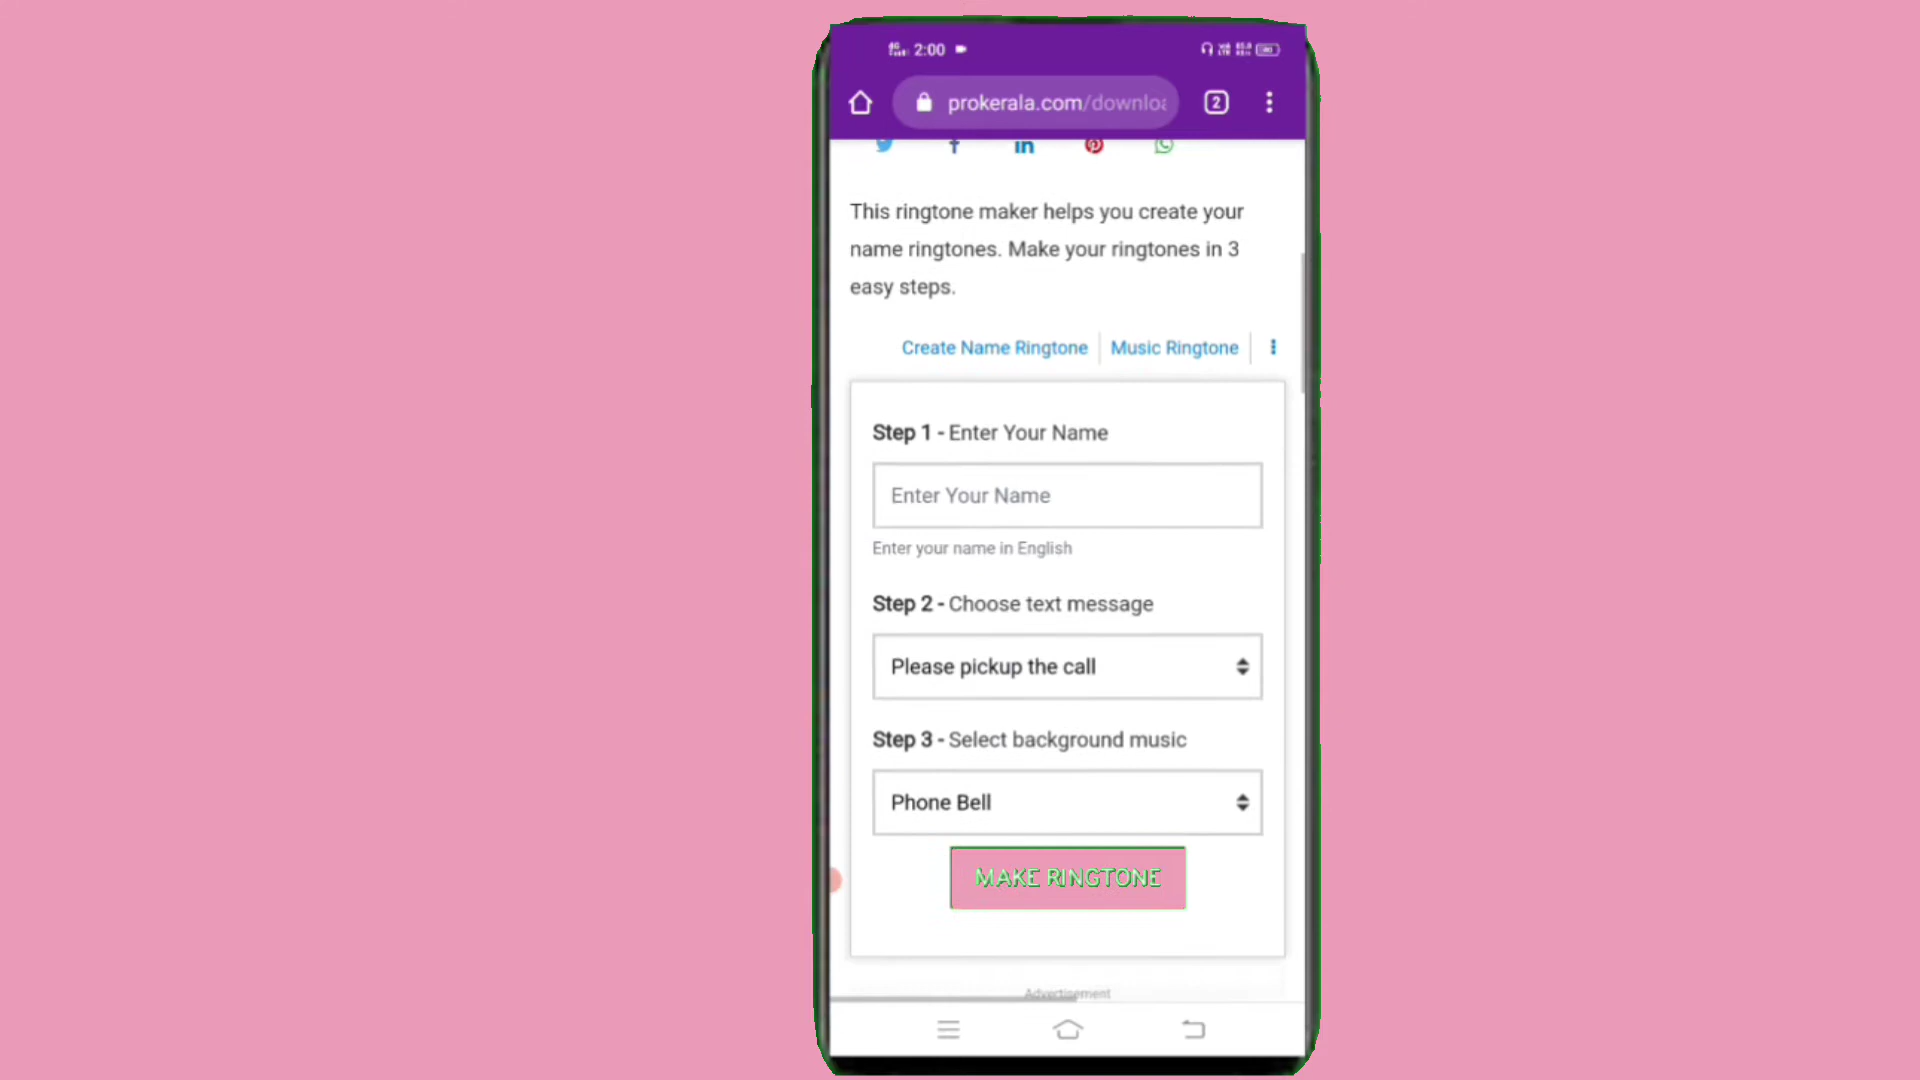 2:00
prokerala.com/downloa
2
This ringtone maker helps you create your
name ringtones. Make your ringtones in 3
easy steps.
Create Name Ringtone
Music Ringtone
Step 1 - Enter Your Name
Enter Your Name
Enter your name in English
Step 2 - Choose text message
Please pickup the call
Step 3 - Select background music
Phone Bell
MAKE RINGTONE
Advertisement